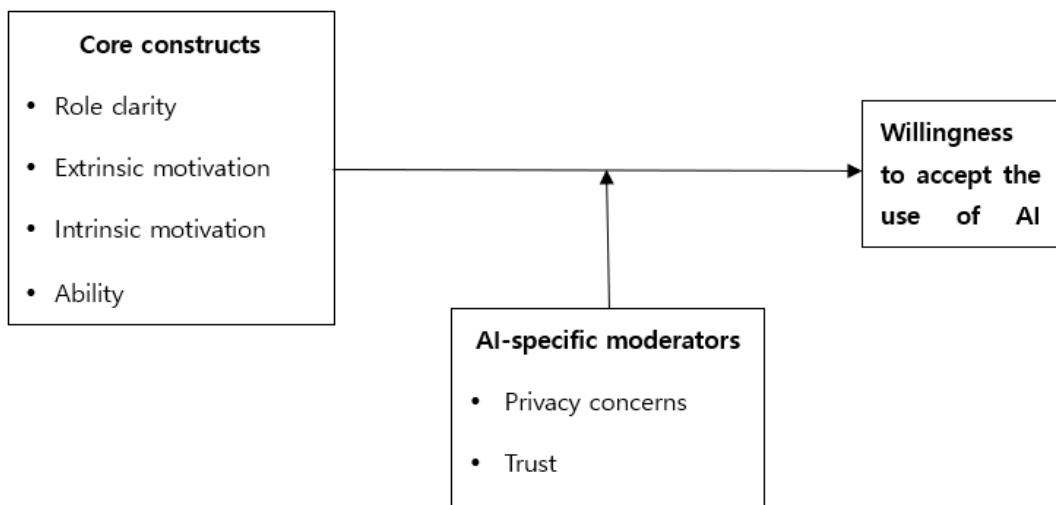 Core constructs
• Role clarity
• Extrinsic motivation
• Intrinsic motivation
• Ability
Willingness
to accept the
use of AI
AI-specific moderators
• Privacy concerns
• Trust